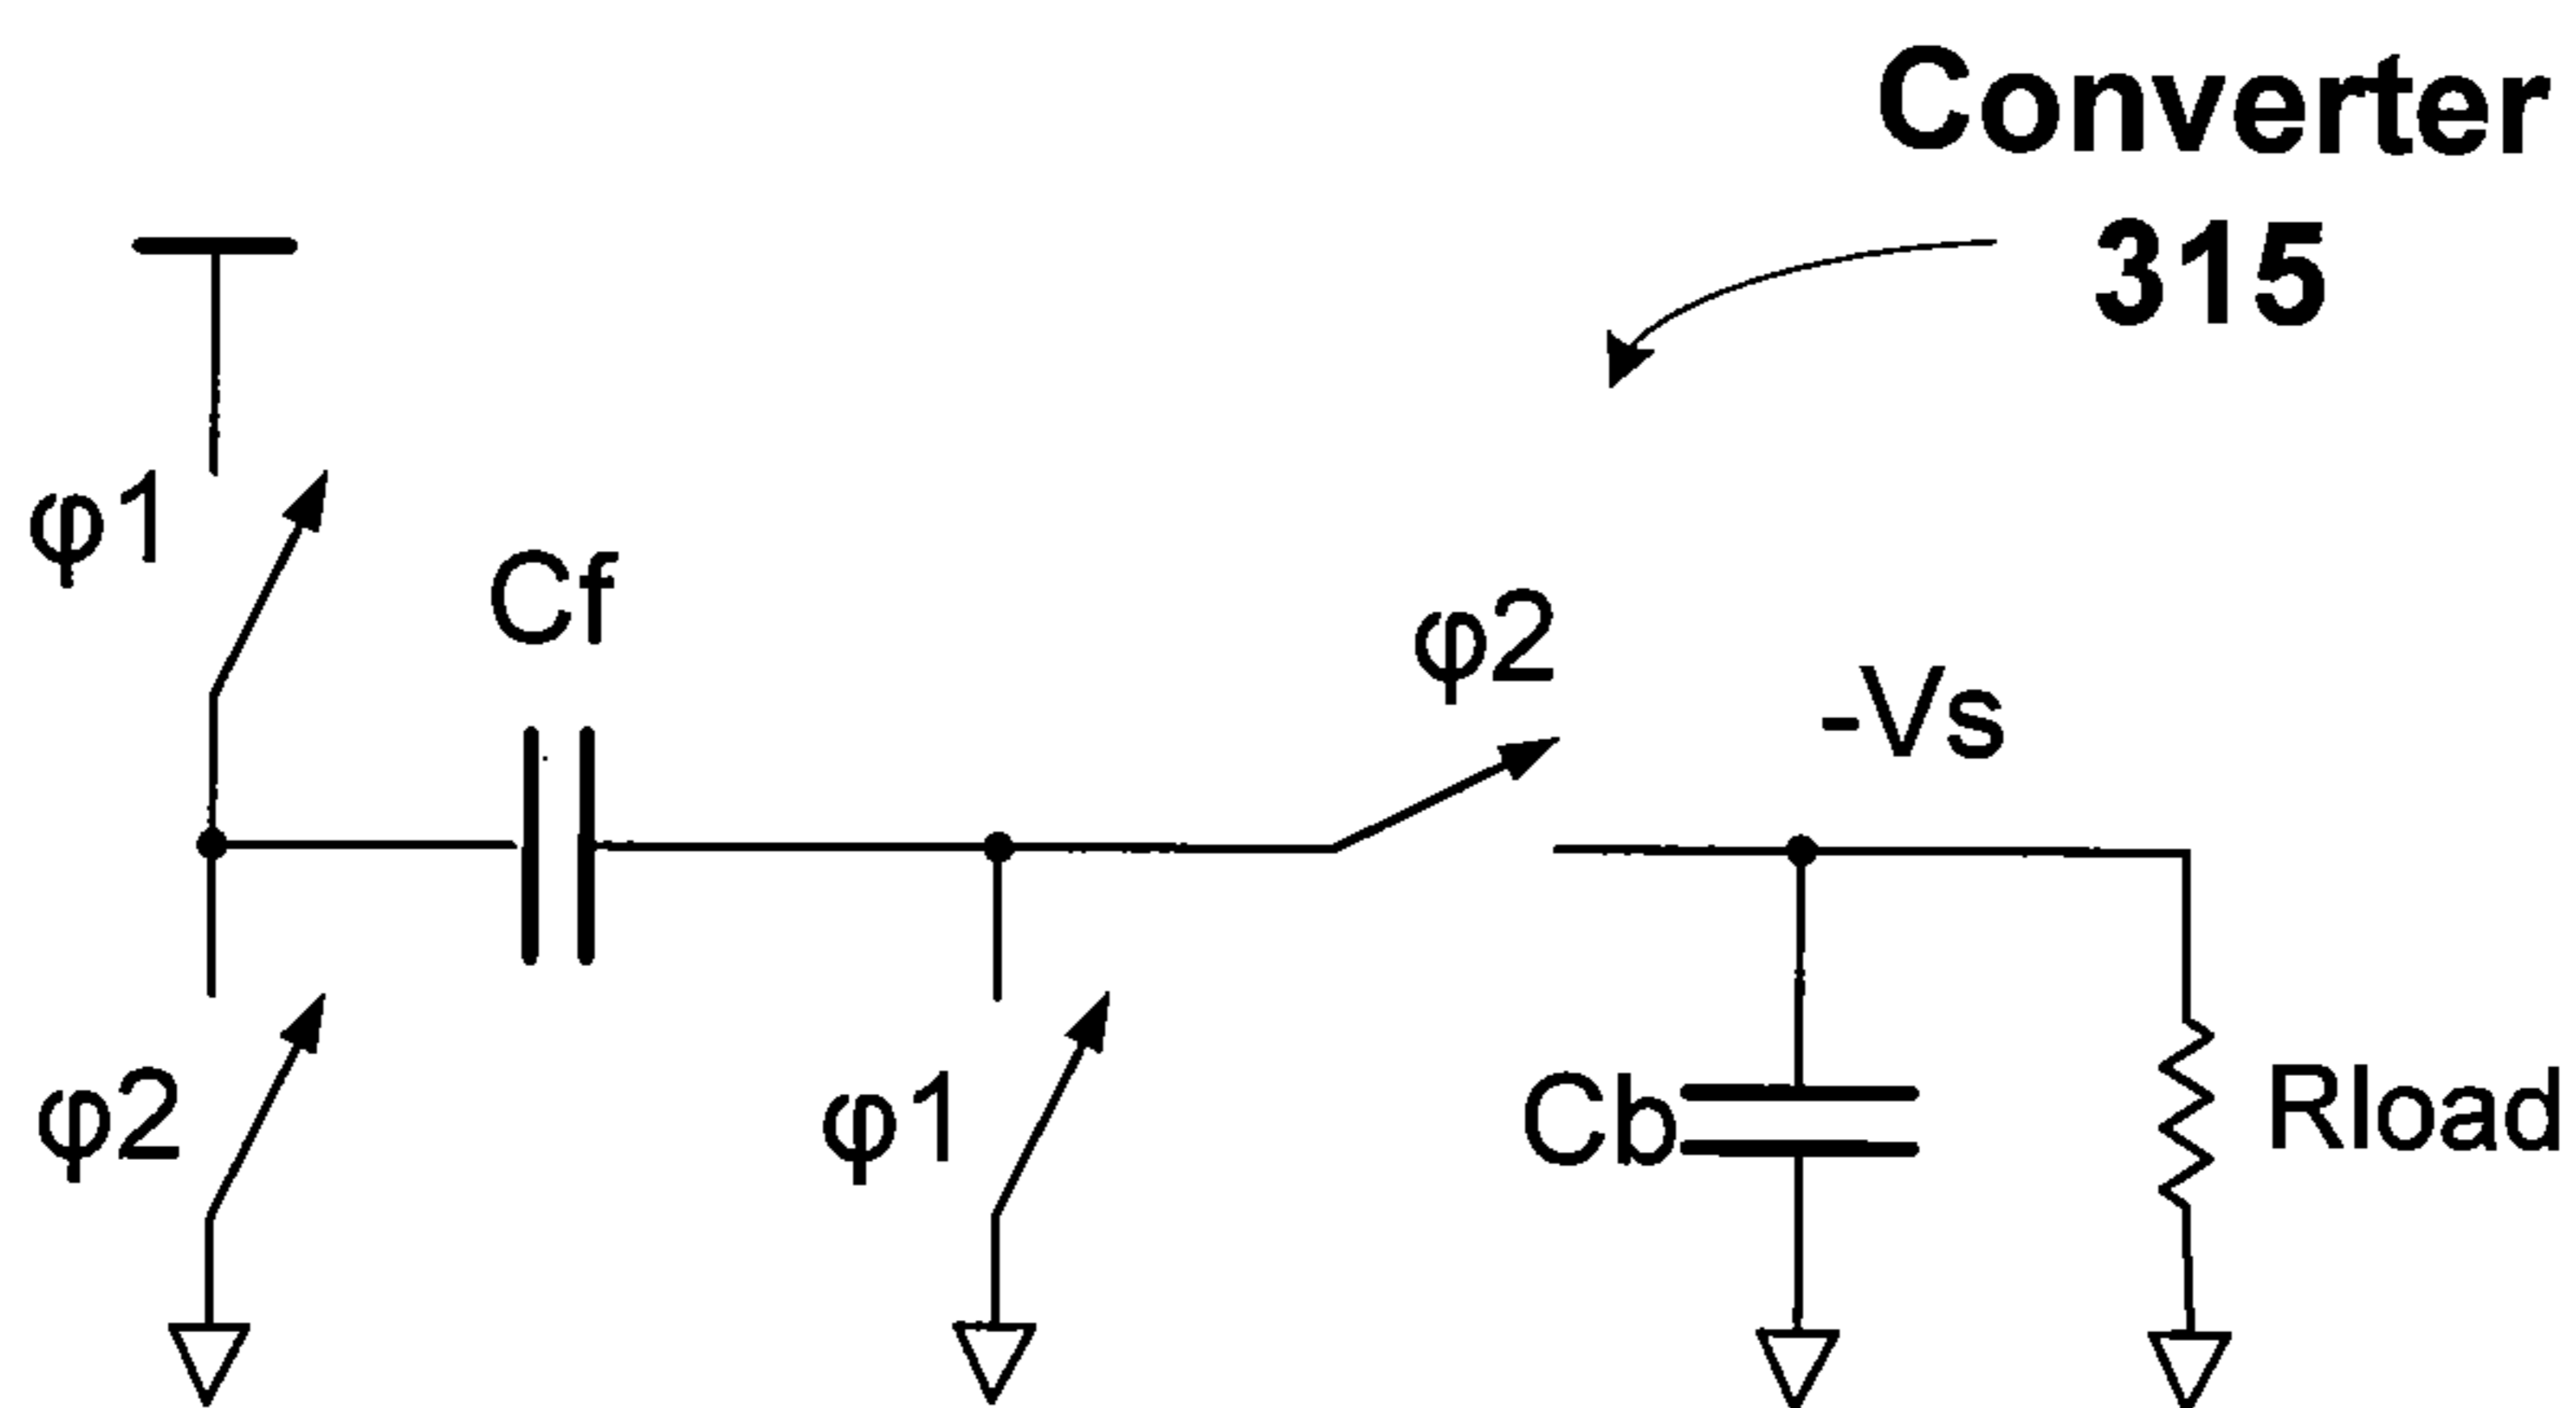 Converter
315
φ1
Cf
φ2
-Vs
φ2
φ1
Cb
Rload